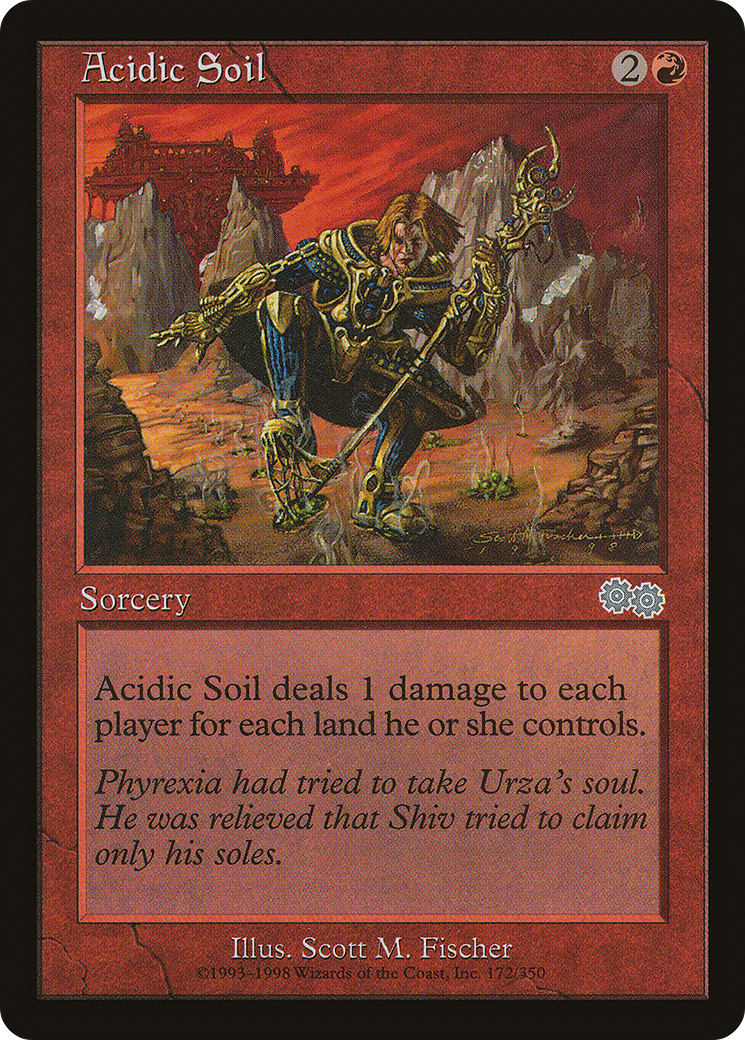 Acidic Soil 2
Sorcery
Acidic Soil deals 1 damage to each
player for each land he or she controls.
Phyrexia had tried to take Urza's soul.
He was relieved that Shiv tried to claim
only his soles.
Illus. Scott M. Fischer
©1993–1998 Wizards of the Coast, Inc. 172/350